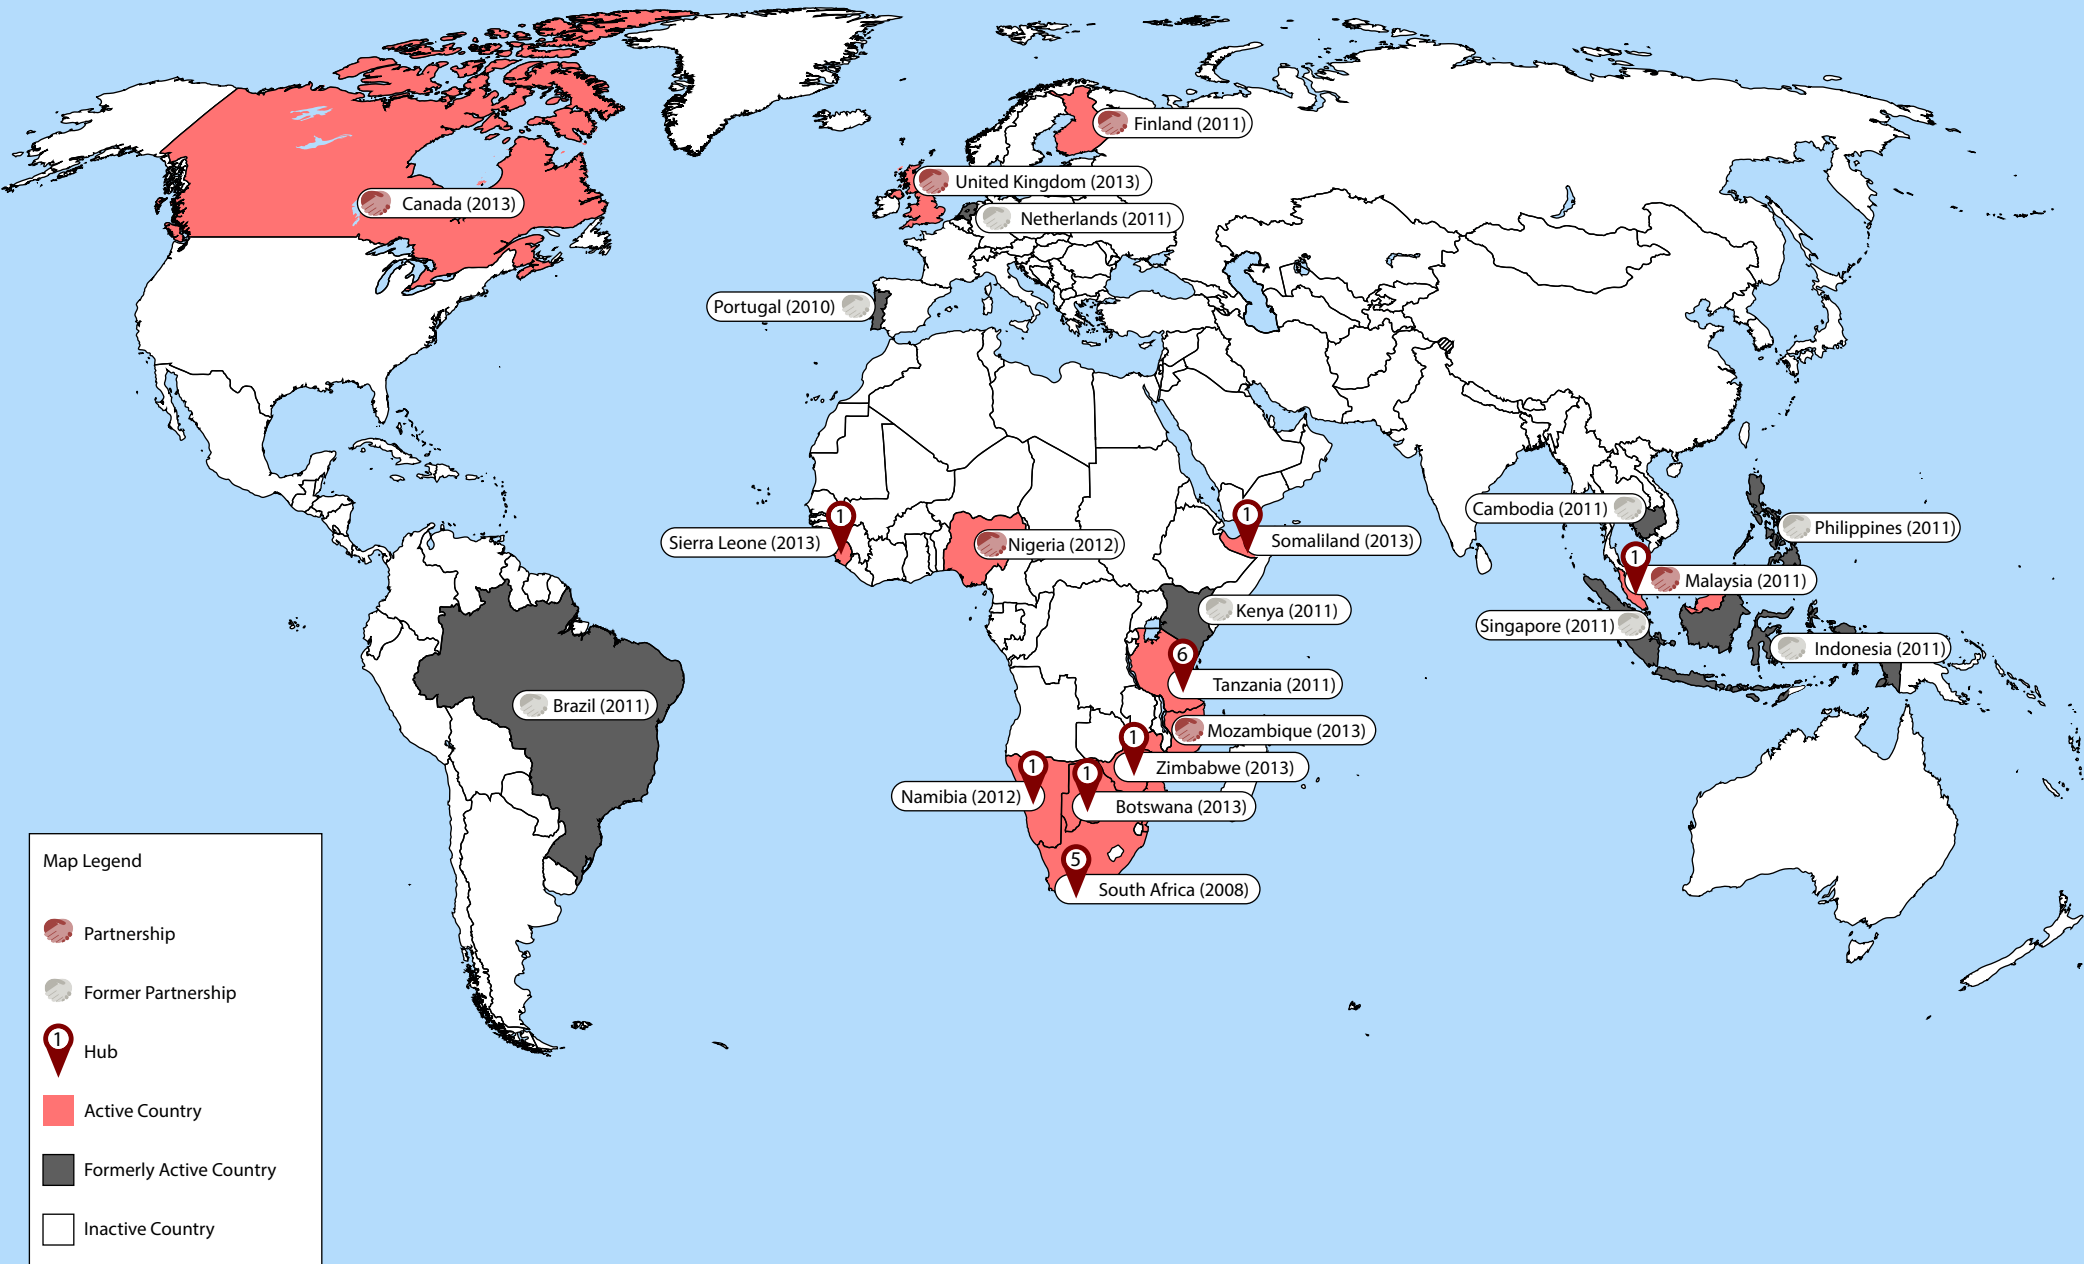 Finland (2011)
United Kingdom (2013)
Canada (2013)
Netherlands (2011)
Portugal (2010)
1
1
Cambodia (2011)
Philippines (2011)
Sierra Leone (2013)
Nigeria (2012)
Somaliland (2013)
1
Malaysia (2011)
Kenya (2011)
Singapore (2011)
Indonesia (2011)
6
Tanzania (2011)
Brazil (2011)
Mozambique (2013)
1
Zimbabwe (2013)
1
1
Namibia (2012)
Botswana (2013)
5
South Africa (2008)
Map Legend
Partnership
Former Partnership
1
Hub
Active Country
Formerly Active Country
Inactive Country